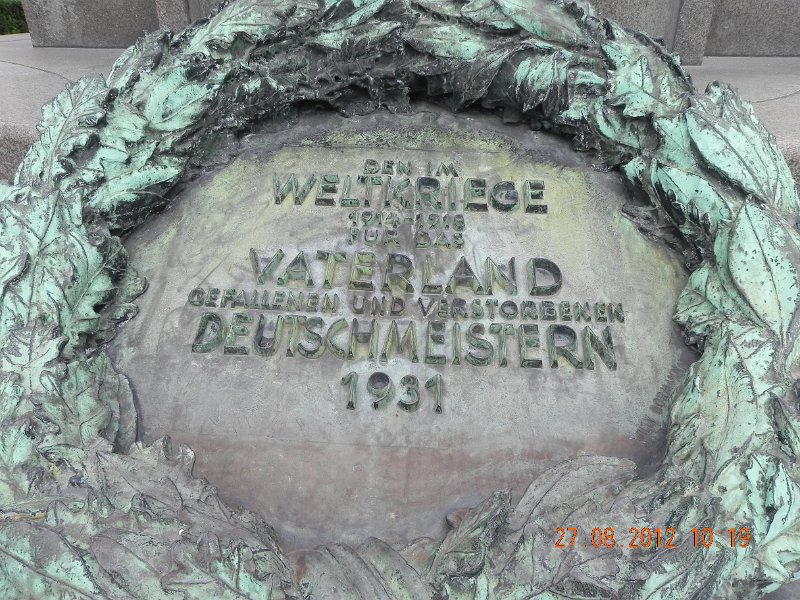 DEN IM
WELTKRIEGE
1914-1918
FÜR DAS
VATERLAND
GEFALLENEN UND VERSTORBENEN
DEUTSCHMEISTERN
1931
27 08 2012 10:19